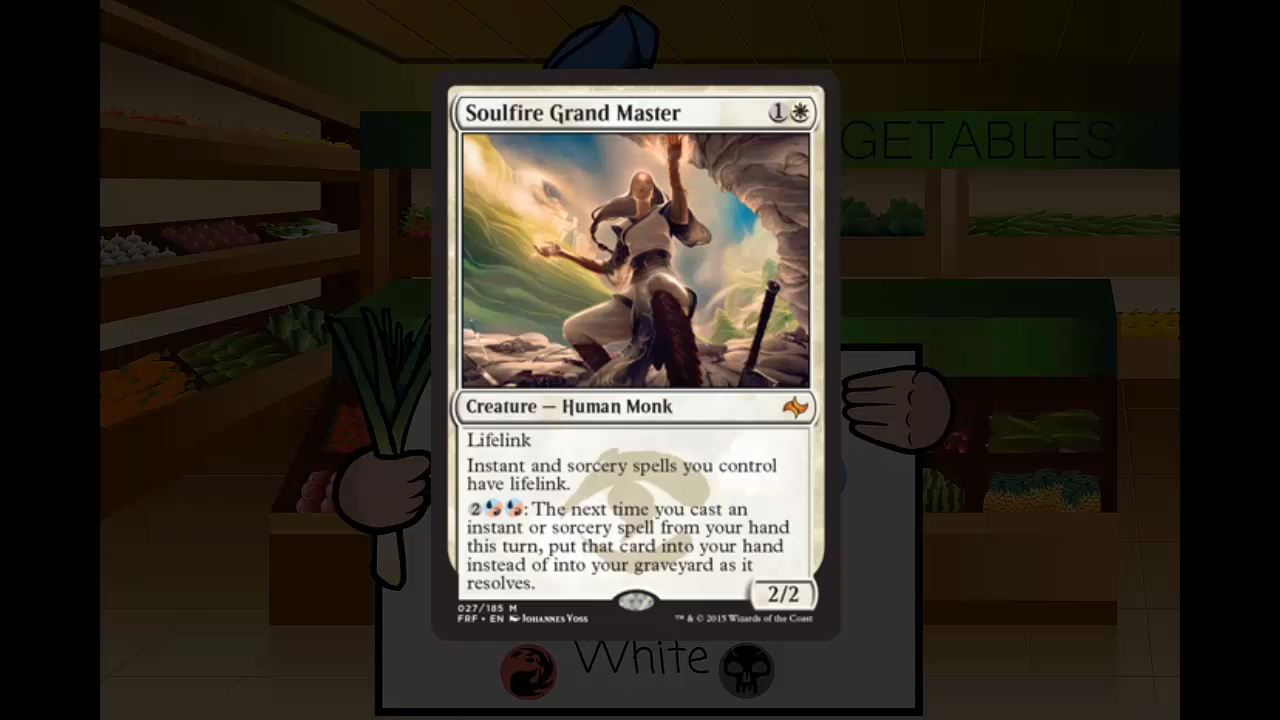 Soulfire Grand Master 1
GETABLES
Creature — Human Monk
Lifelink
Instant and sorcery spells you control
have lifelink.
2 : The next time you cast an
instant or sorcery spell from your hand
this turn, put that card into your hand
instead of into your graveyard as it
resolves.
2/2
027/185 M
FRF • EN Johannes Voss
™ & © 2015 Wizards of the Coast
White